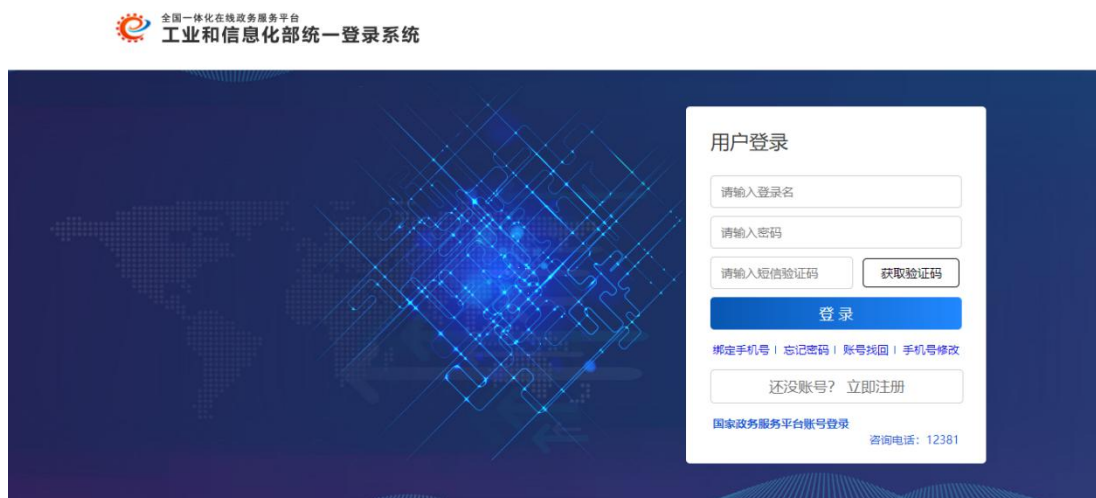 全国一体化在线政务服务平台
工业和信息化部统一登录系统
用户登录
请输入登录名
请输入密码
请输入短信验证码 获取验证码
登 录
绑定手机号 | 忘记密码 | 账号找回 | 手机号修改
还没账号? 立即注册
国家政务服务平台账号登录
咨询电话: 12381